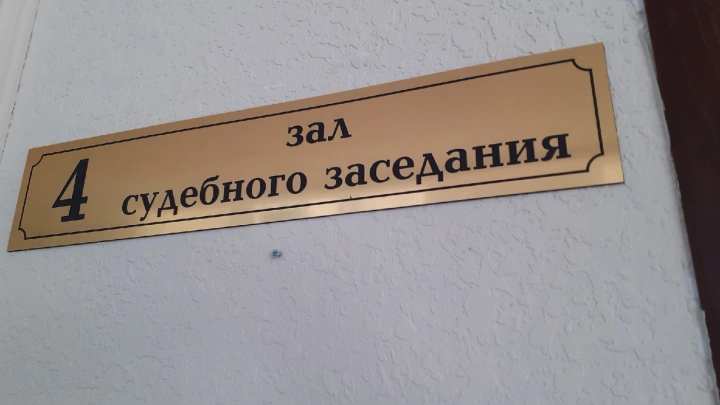 зал
4 судебного заседания